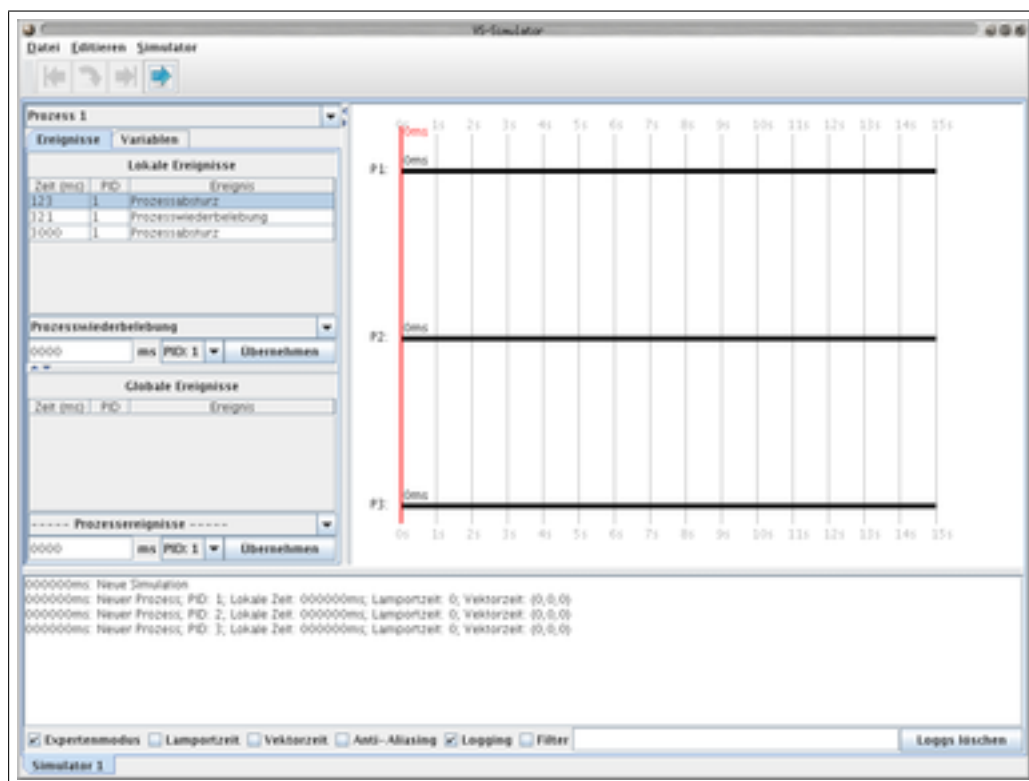 VS-Simulator
Datei Editieren Simulator
Prozess 1
Ereignisse Variablen
Lokale Ereignisse
Zeit (ms) PID Ereignis
123 1 Prozessabsturz
321 1 Prozesswiederbelebung
3000 1 Prozessabsturz
Prozesswiederbelebung
0000 ms PID: 1 Übernehmen
Globale Ereignisse
Zeit (ms) PID Ereignis
----- Prozessereignisse -----
0000 ms PID: 1 Übernehmen
0s 1s 2s 3s 4s 5s 6s 7s 8s 9s 10s 11s 12s 13s 14s 15s
0ms
P1: 0ms
P2: 0ms
P3: 0ms
0s 1s 2s 3s 4s 5s 6s 7s 8s 9s 10s 11s 12s 13s 14s 15s
000000ms: Neue Simulation
000000ms: Neuer Prozess; PID: 1; Lokale Zeit: 000000ms; Lamportzeit: 0; Vektorzeit: (0,0,0)
000000ms: Neuer Prozess; PID: 2; Lokale Zeit: 000000ms; Lamportzeit: 0; Vektorzeit: (0,0,0)
000000ms: Neuer Prozess; PID: 3; Lokale Zeit: 000000ms; Lamportzeit: 0; Vektorzeit: (0,0,0)
Expertenmodus Lamportzeit Vektorzeit Anti-Aliasing Logging Filter Loggs löschen
Simulator 1